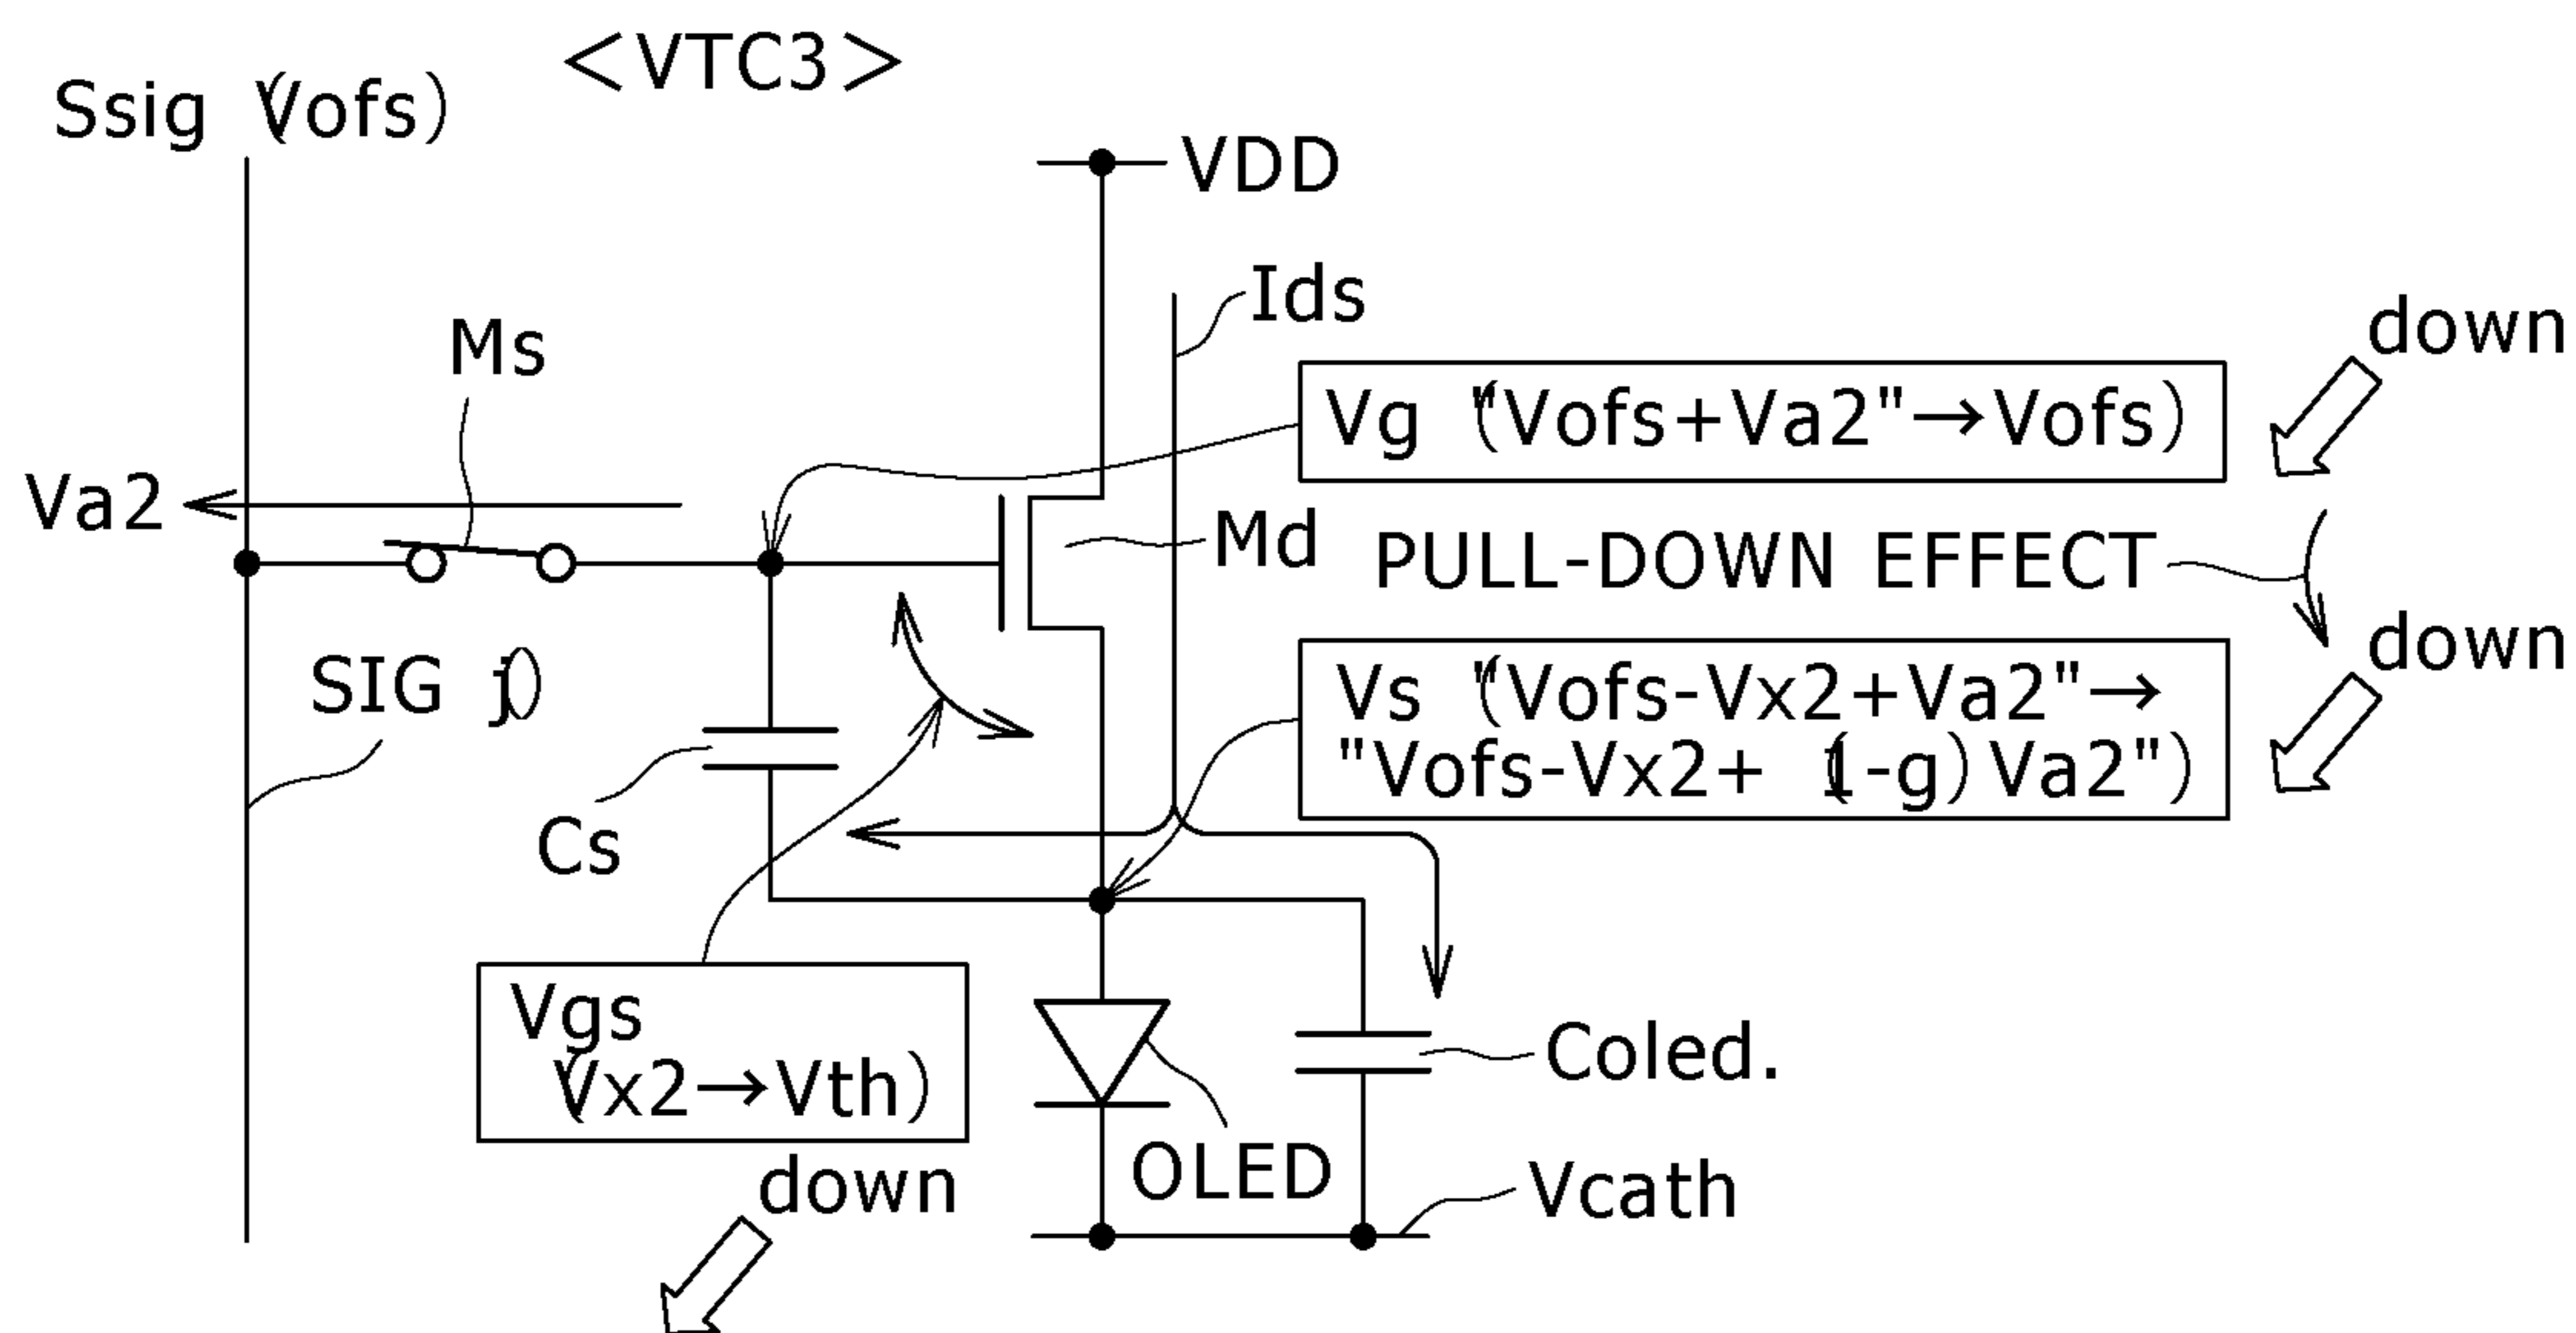 <VTC3>
Ssig (Vofs)
VDD
Ids
down
Ms
Vg ("Vofs+Va2"→Vofs)
Va2
Md
PULL-DOWN EFFECT
down
SIG (j)
Vs ("Vofs-Vx2+Va2"→
"Vofs-Vx2+ (1-g) Va2")
Cs
Vgs
(Vx2→Vth)
Coled.
OLED
down
Vcath